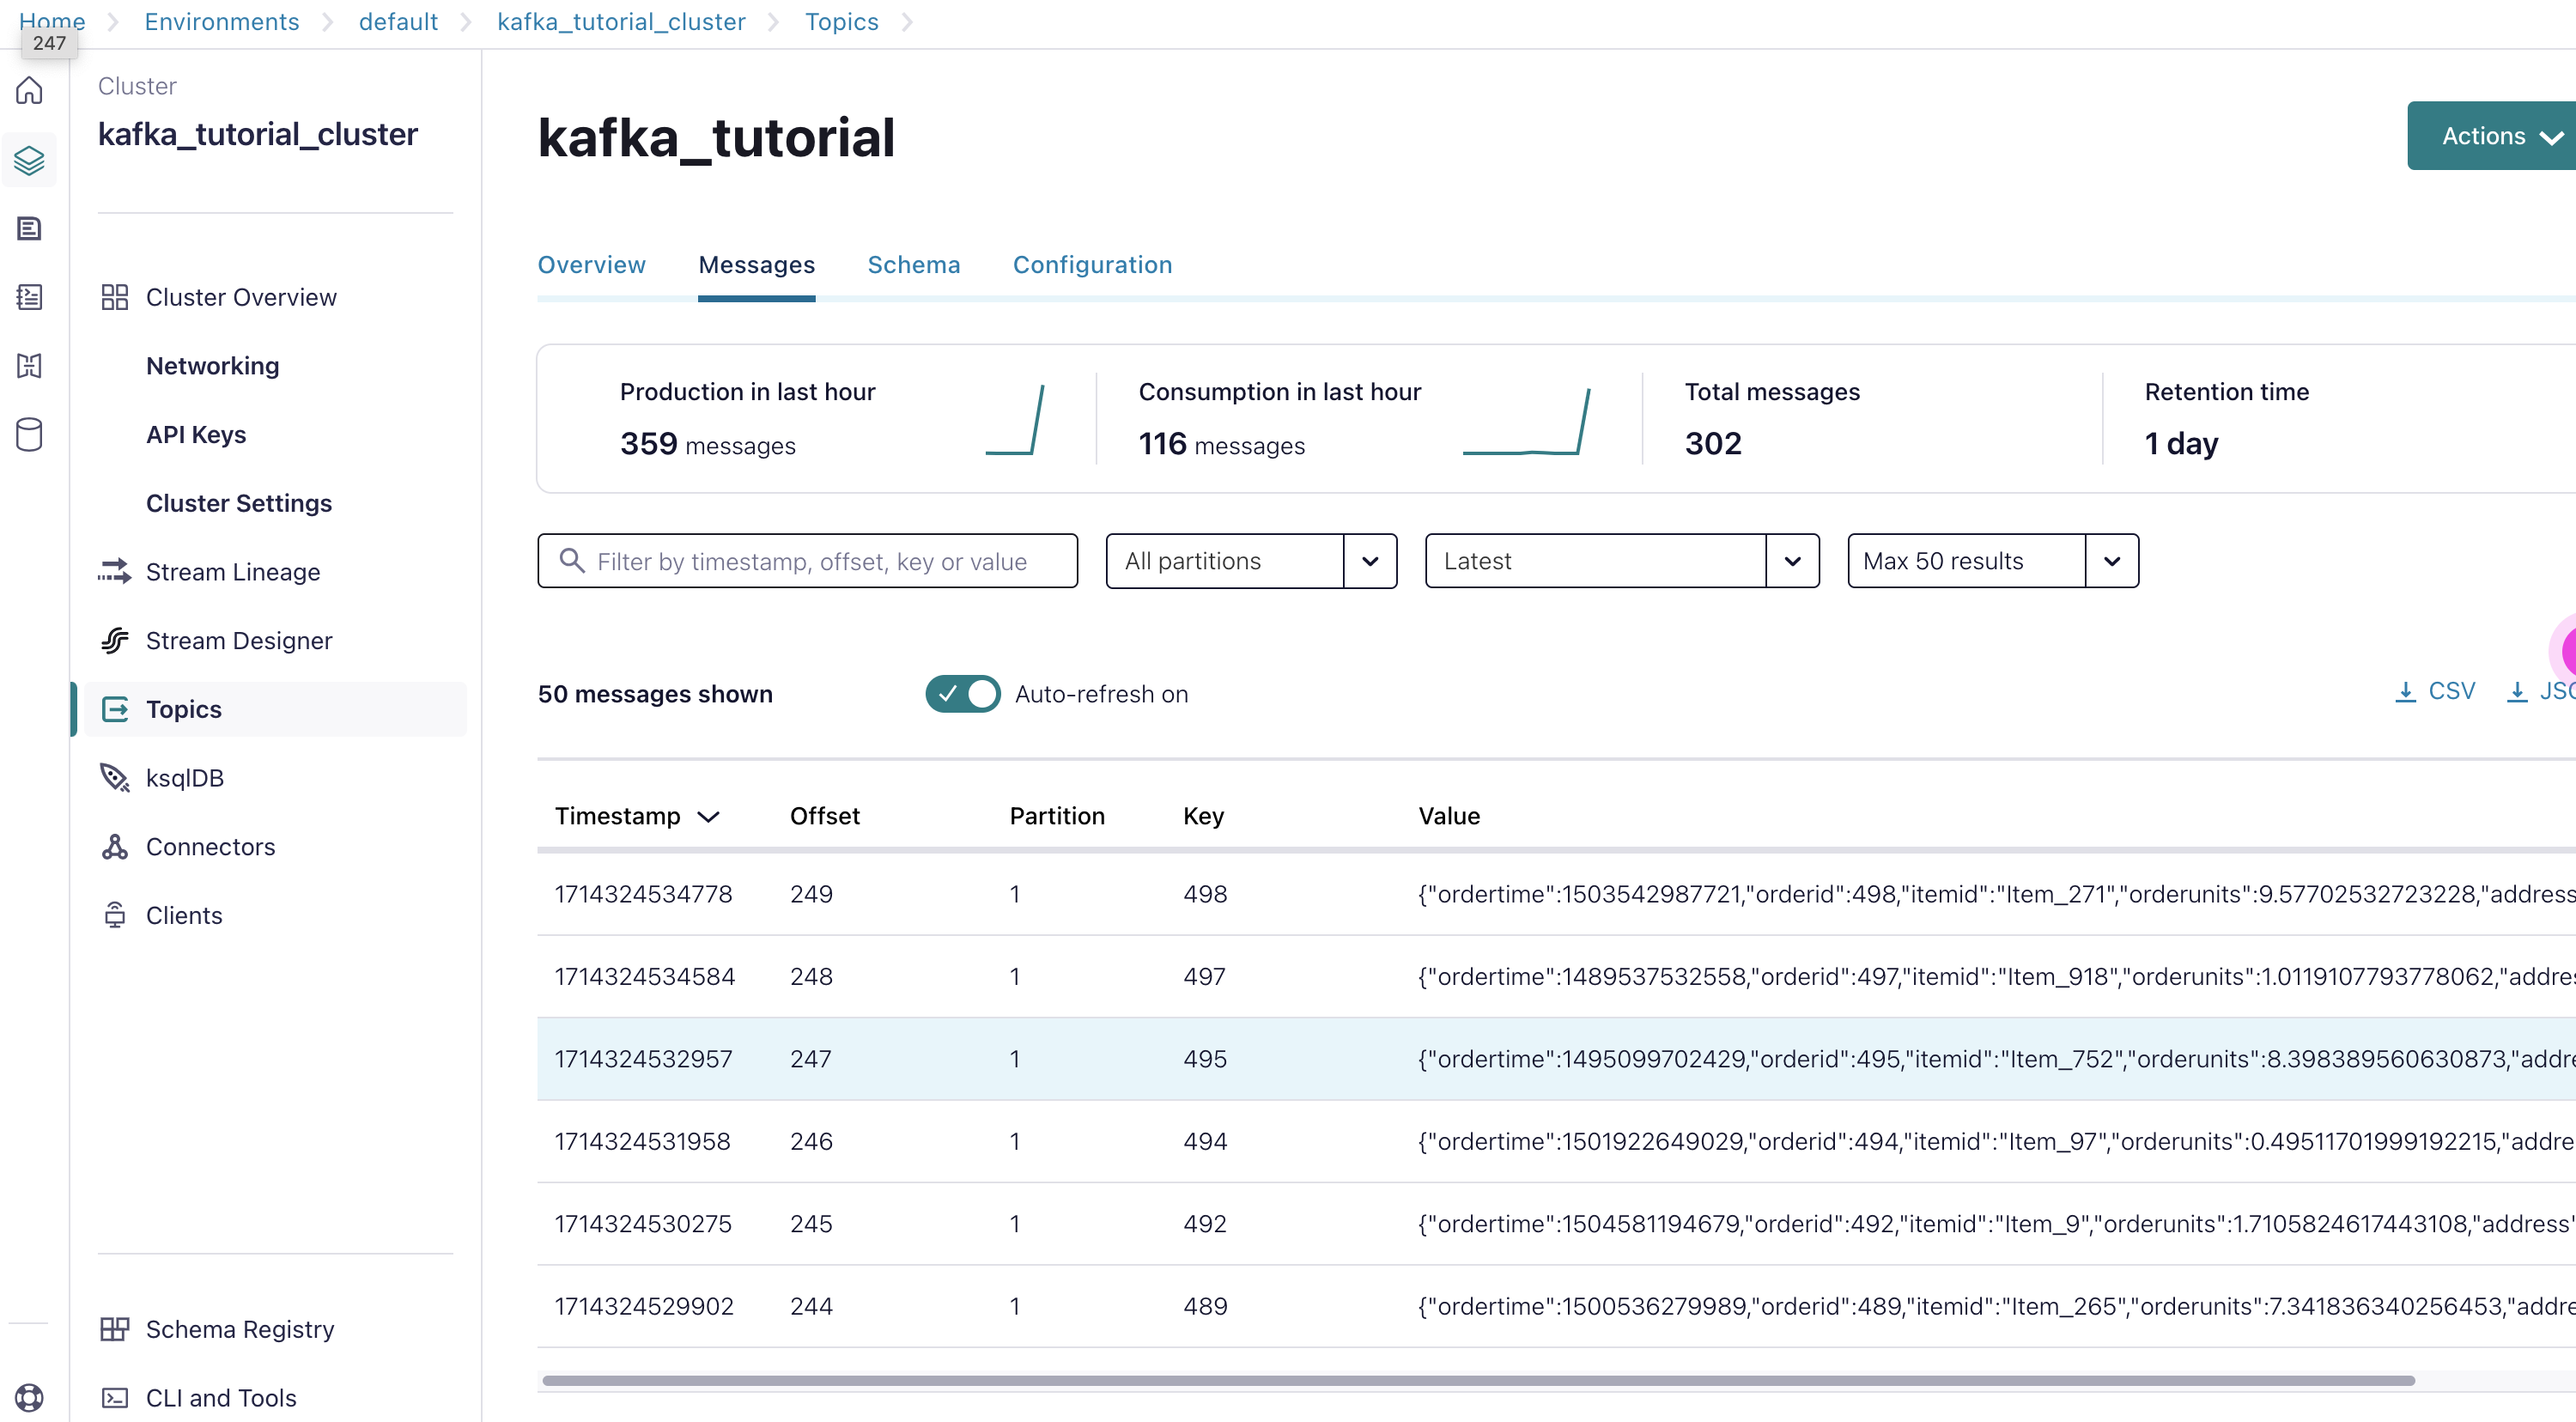 Home Environments default kafka_tutorial_cluster Topics
247
Cluster
kafka_tutorial_cluster
Cluster Overview
Networking
API Keys
Cluster Settings
Stream Lineage
Stream Designer
Topics
ksqlDB
Connectors
Clients
Schema Registry
CLI and Tools
kafka_tutorial
Actions
Overview Messages Schema Configuration
Production in last hour
359 messages
Consumption in last hour
116 messages
Total messages
302
Retention time
1 day
Filter by timestamp, offset, key or value All partitions Latest Max 50 results
50 messages shown Auto-refresh on CSV JSO
Timestamp Offset Partition Key Value
1714324534778 249 1 498 {"ordertime":1503542987721,"orderid":498,"itemid":"Item_271","orderunits":9.57702532723228,"address
1714324534584 248 1 497 {"ordertime":1489537532558,"orderid":497,"itemid":"Item_918","orderunits":1.0119107793778062,"addres
1714324532957 247 1 495 {"ordertime":1495099702429,"orderid":495,"itemid":"Item_752","orderunits":8.398389560630873,"addre
1714324531958 246 1 494 {"ordertime":1501922649029,"orderid":494,"itemid":"Item_97","orderunits":0.49511701999192215,"addre
1714324530275 245 1 492 {"ordertime":1504581194679,"orderid":492,"itemid":"Item_9","orderunits":1.7105824617443108,"address"
1714324529902 244 1 489 {"ordertime":1500536279989,"orderid":489,"itemid":"Item_265","orderunits":7.341836340256453,"addre